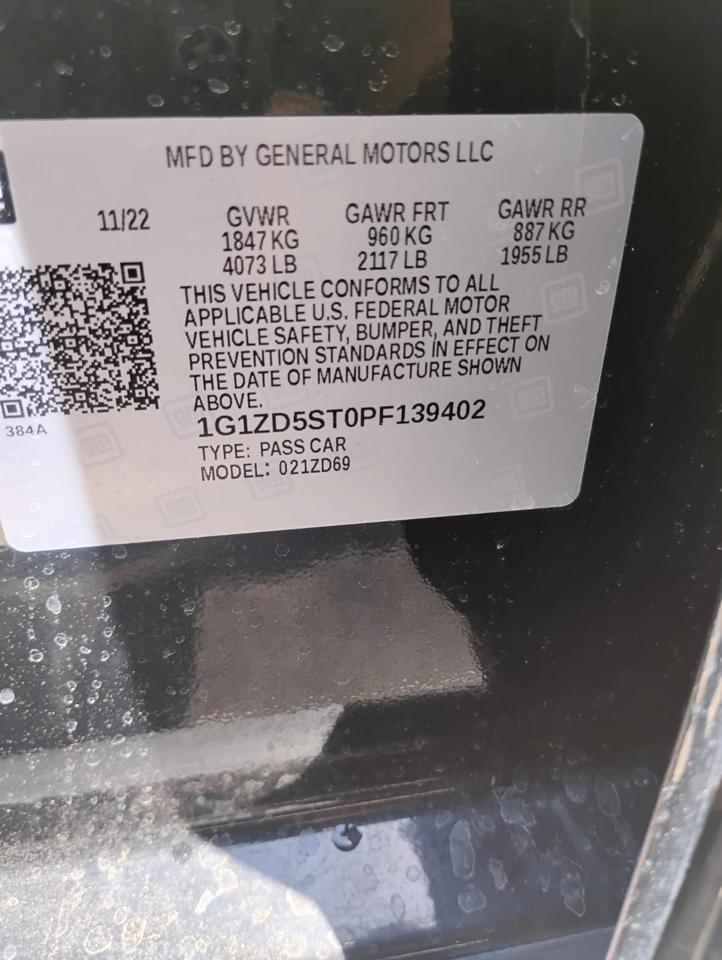 MFD BY GENERAL MOTORS LLC
11/22 GVWR GAWR FRT GAWR RR
1847 KG 960 KG 887 KG
4073 LB 2117 LB 1955 LB
THIS VEHICLE CONFORMS TO ALL
APPLICABLE U.S. FEDERAL MOTOR
VEHICLE SAFETY, BUMPER, AND THEFT
PREVENTION STANDARDS IN EFFECT ON
THE DATE OF MANUFACTURE SHOWN
ABOVE.
384A
1G1ZD5ST0PF139402
TYPE: PASS CAR
MODEL: 021ZD69